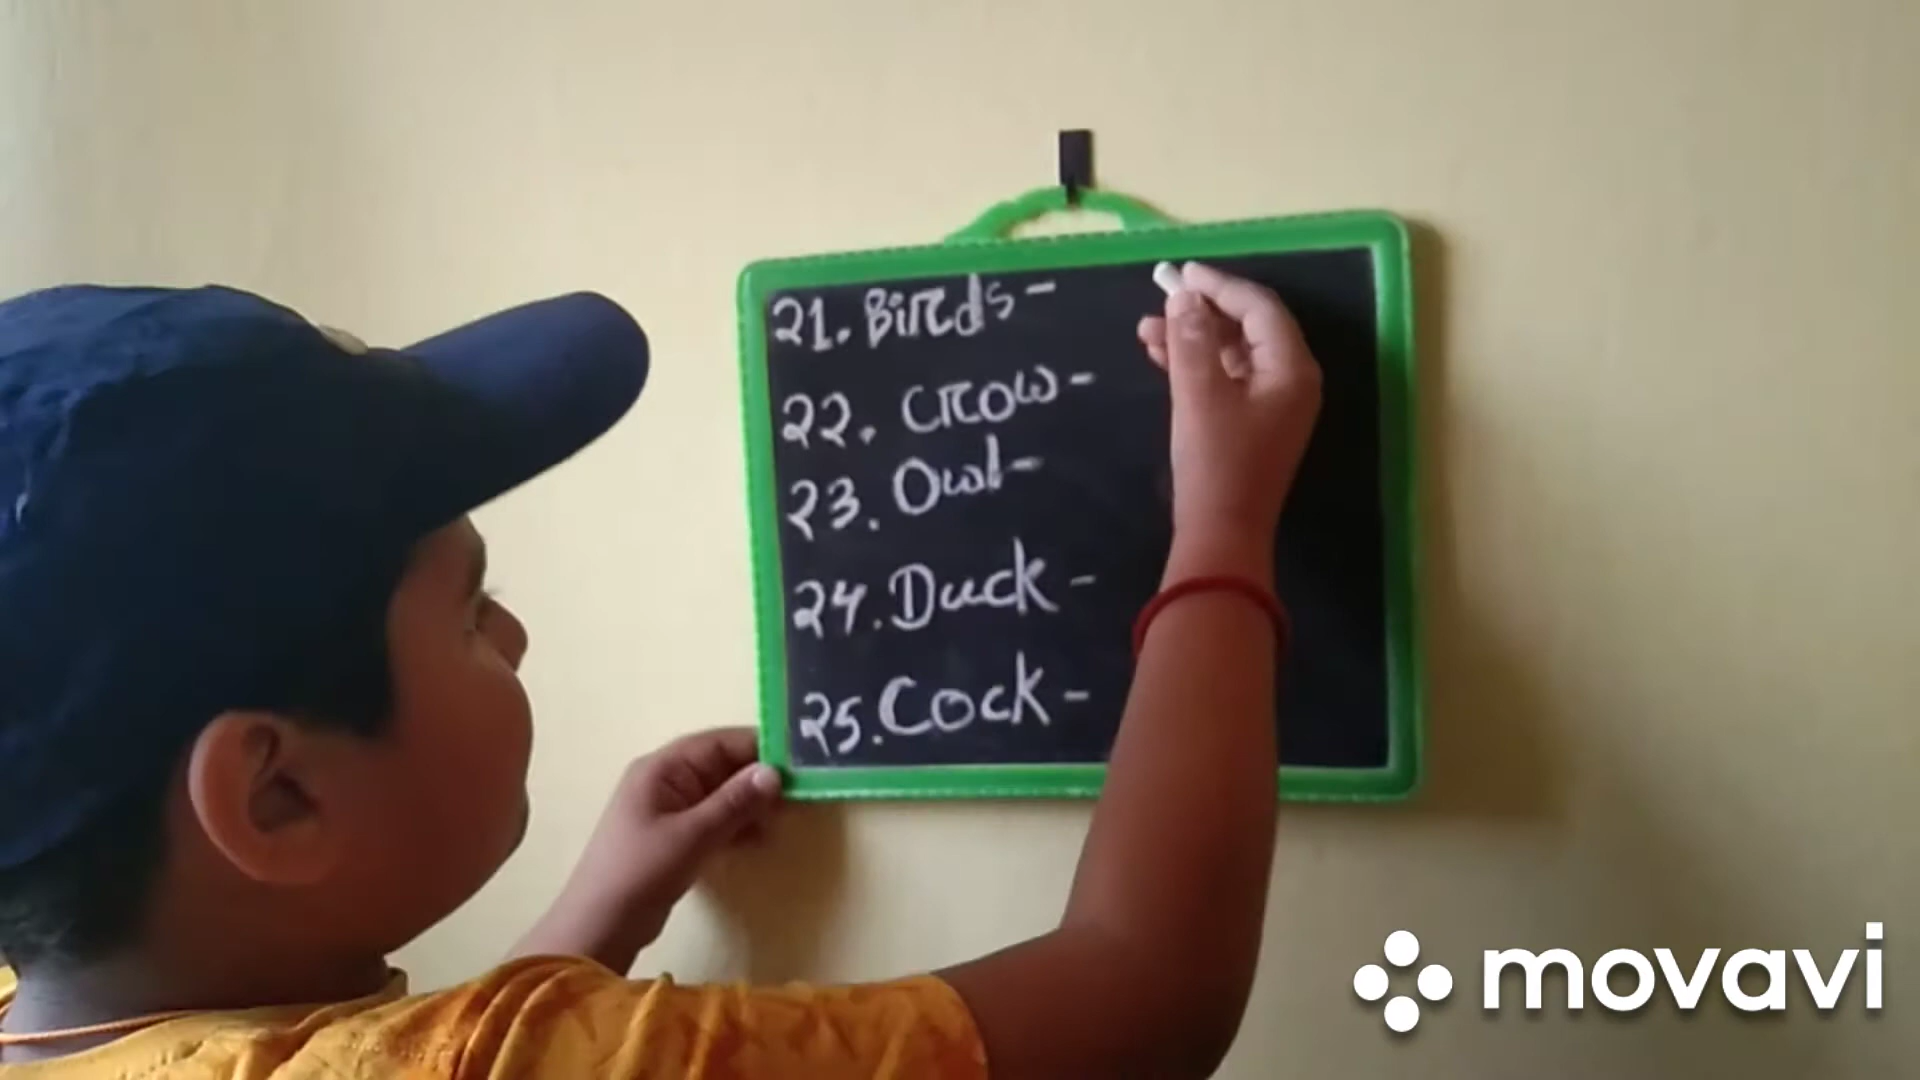 21. Birds -
22. Crow -
23. Owl -
24. Duck -
25. Cock -
movavi